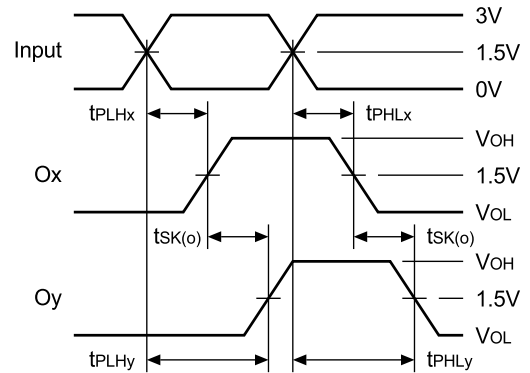 3V
Input
1.5V
0V
tPLHx
tPHLx
VOH
Ox
1.5V
VOL
tSK(o)
tSK(o)
VOH
Oy
1.5V
VOL
tPLHy
tPHLy